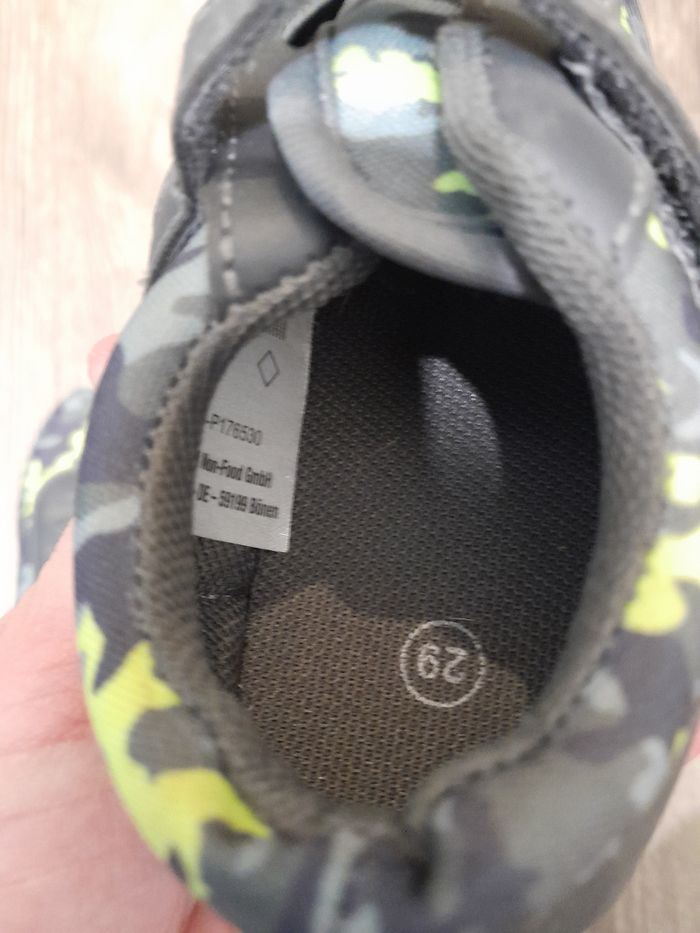 -P176530
Non-Food GmbH
DE - 59199 Bönen
29